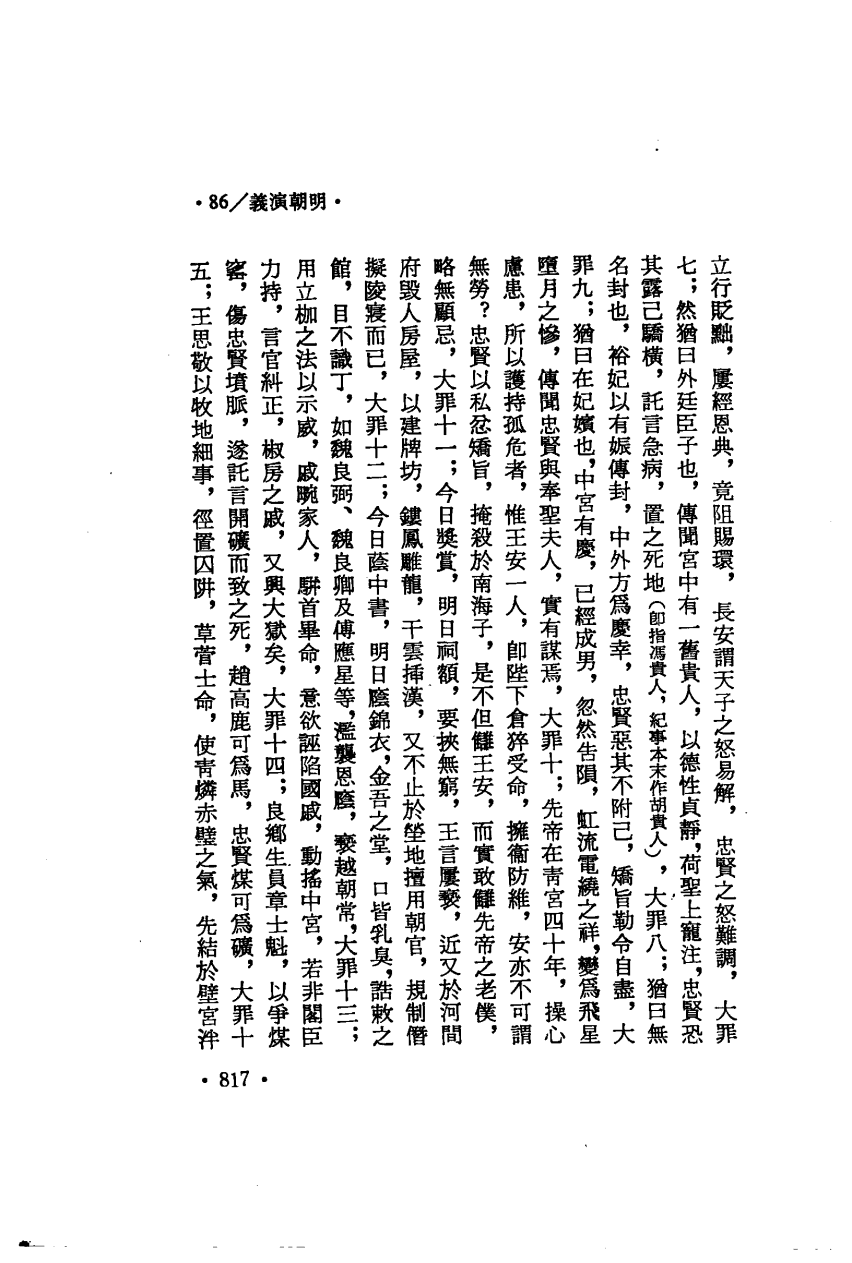 ·86/義演朝明·
立行貶黜，屢經恩典，竟阻賜環，長安謂天子之怒易解，忠賢之怒難調，大罪
七；然猶曰外廷臣子也，傳聞宮中有一舊貴人，以德性貞靜，荷聖上寵注，忠賢恐
其露己驕橫，託言急病，置之死地（卽指馮貴人，紀事本末作胡貴人），大罪八；猶曰無
名封也，裕妃以有娠傳封，中外方爲慶幸，忠賢惡其不附己，矯旨勒令自盡，大
罪九；猶曰在妃嬪也，中宮有慶，已經成男，忽然吿隕，虹流電繞之祥，變爲飛星
墮月之慘，傳聞忠賢與奉聖夫人，實有謀焉，大罪十；先帝在靑宮四十年，操心
慮患，所以護持孤危者，惟王安一人，卽陛下倉猝受命，擁衞防維，安亦不可謂
無勞？忠賢以私忿矯旨，掩殺於南海子，是不但讎王安，而實敢讎先帝之老僕，
略無顧忌，大罪十一；今日獎賞，明日祠額，要挾無窮，王言屢褻，近又於河間
府毀人房屋，以建牌坊，鏤鳳雕龍，干雲揷漢，又不止於塋地擅用朝官，規制僭
擬陵寢而已，大罪十二；今日蔭中書，明日廕錦衣，金吾之堂，口皆乳臭，誥敕之
館，目不識丁，如魏良弼、魏良卿及傅應星等，濫襲恩廕，褻越朝常，大罪十三；
用立枷之法以示威，戚畹家人，駢首畢命，意欲誣陷國戚，動搖中宮，若非閣臣
力持，言官糾正，椒房之戚，又興大獄矣，大罪十四；良鄕生員章士魁，以爭煤
窰，傷忠賢墳脈，遂託言開礦而致之死，趙高鹿可爲馬，忠賢煤可爲礦，大罪十
五；王思敬以牧地細事，徑置囚阱，草菅士命，使靑燐赤璧之氣，先結於壁宮泮
·817·